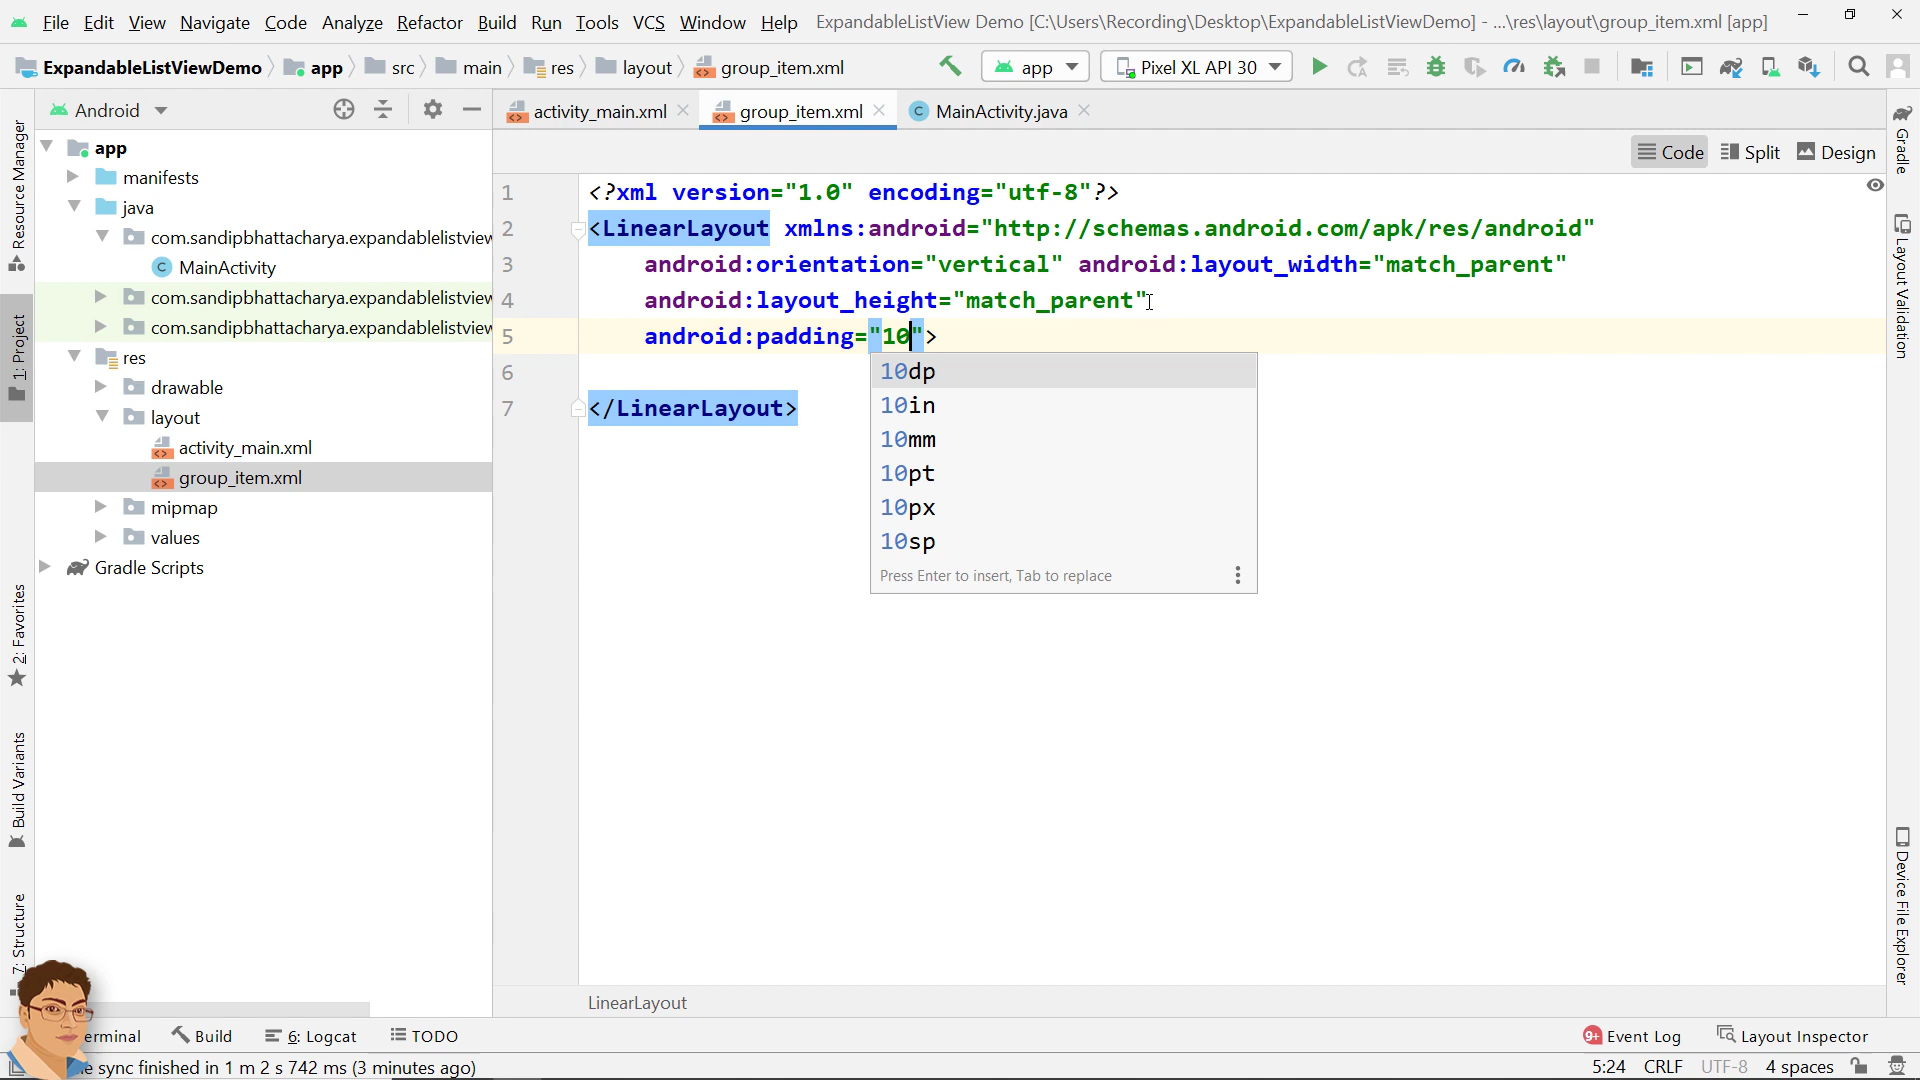 File Edit View Navigate Code Analyze Refactor Build Run Tools VCS Window Help ExpandableListView Demo [C:\Users\Recording\Desktop\ExpandableListViewDemo] - ...\res\layout\group_item.xml [app]
ExpandableListViewDemo app src main res layout group_item.xml app Pixel XL API 30
Android
activity_main.xml group_item.xml MainActivity.java
Code Split Design
Resource Manager
1: Project
2: Favorites
Build Variants
7: Structure
app
manifests
java
com.sandipbhattacharya.expandablelistview
MainActivity
com.sandipbhattacharya.expandablelistview
com.sandipbhattacharya.expandablelistview
res
drawable
layout
activity_main.xml
group_item.xml
mipmap
values
Gradle Scripts
1 <?xml version="1.0" encoding="utf-8"?>
2 <LinearLayout xmlns:android="http://schemas.android.com/apk/res/android"
3 android:orientation="vertical" android:layout_width="match_parent"
4 android:layout_height="match_parent"
5 android:padding="10">
6
7 </LinearLayout>
10dp
10in
10mm
10pt
10px
10sp
Press Enter to insert, Tab to replace
LinearLayout
Gradle
Layout Validation
Device File Explorer
erminal Build 6: Logcat TODO 9+ Event Log Layout Inspector
sync finished in 1 m 2 s 742 ms (3 minutes ago) 5:24 CRLF UTF-8 4 spaces